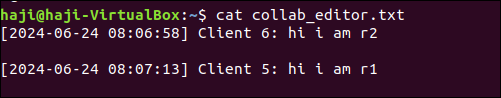 haji@haji-VirtualBox:~$ cat collab_editor.txt
[2024-06-24 08:06:58] Client 6: hi i am r2
[2024-06-24 08:07:13] Client 5: hi i am r1